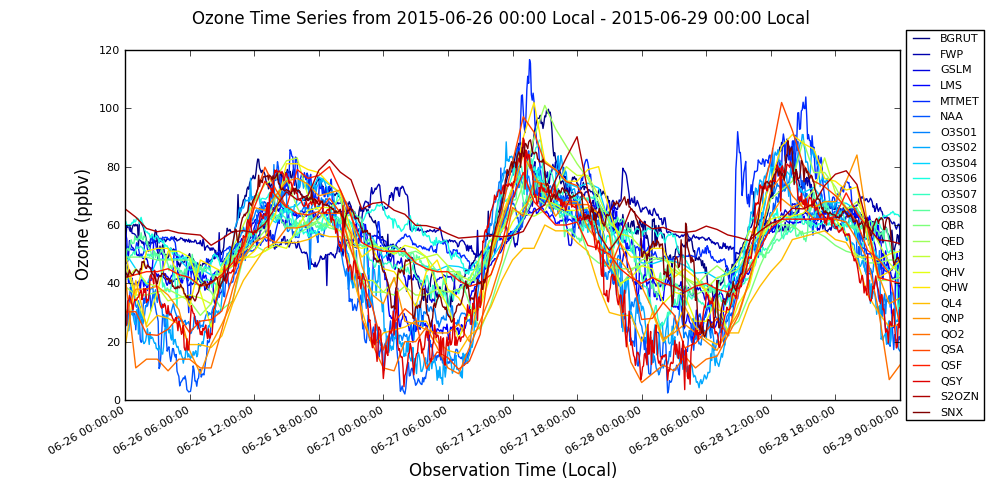 Ozone Time Series from 2015-06-26 00:00 Local - 2015-06-29 00:00 Local
120
100
80
60
40
20
0
Ozone (ppbv)
06-26 00:00:00
06-26 06:00:00
06-26 12:00:00
06-26 18:00:00
06-27 00:00:00
06-27 06:00:00
06-27 12:00:00
06-27 18:00:00
06-28 00:00:00
06-28 06:00:00
06-28 12:00:00
06-28 18:00:00
06-29 00:00:00
Observation Time (Local)
BGRUT
FWP
GSLM
LMS
MTMET
NAA
O3S01
O3S02
O3S04
O3S06
O3S07
O3S08
QBR
QED
QH3
QHV
QHW
QL4
QNP
QO2
QSA
QSF
QSY
S2OZN
SNX